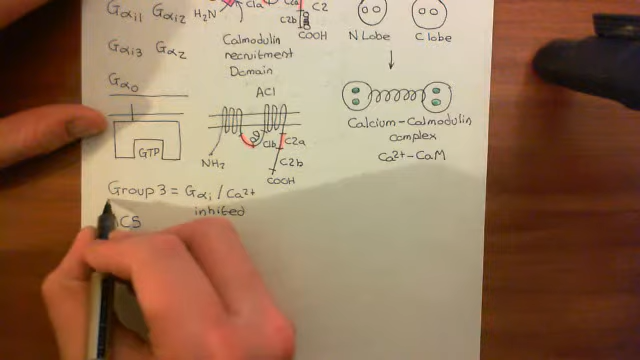 Gαi1 Gαi2
H₂N
C1a
C2a
C2
C2b
COOH
N Lobe C Lobe
Gαi3 Gαz
Calmodulin
recruitment
Domain
Gαo
AC1
GTP
C1b
C2a
C2b
NH₂
COOH
Calcium-Calmodulin
complex
Ca²⁺-CaM
Group 3 = Gαi / Ca²⁺
inhibited
AC5